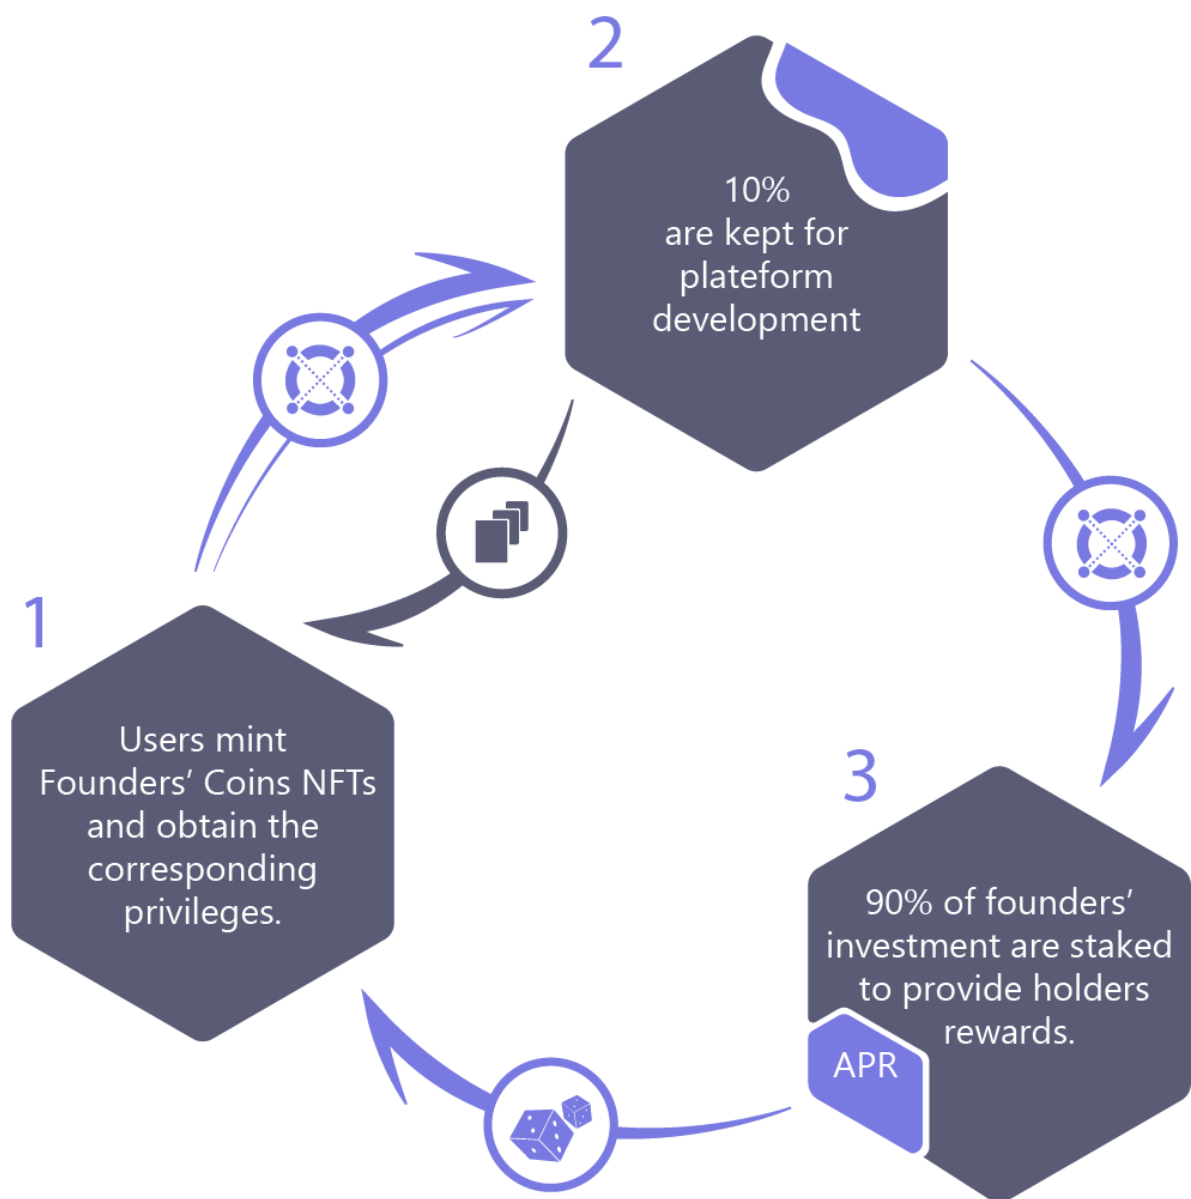 1
Users mint
Founders’ Coins NFTs
and obtain the
corresponding
privileges.
2
10%
are kept for
plateform
development
3
90% of founders’
investment are staked
to provide holders
rewards.
APR